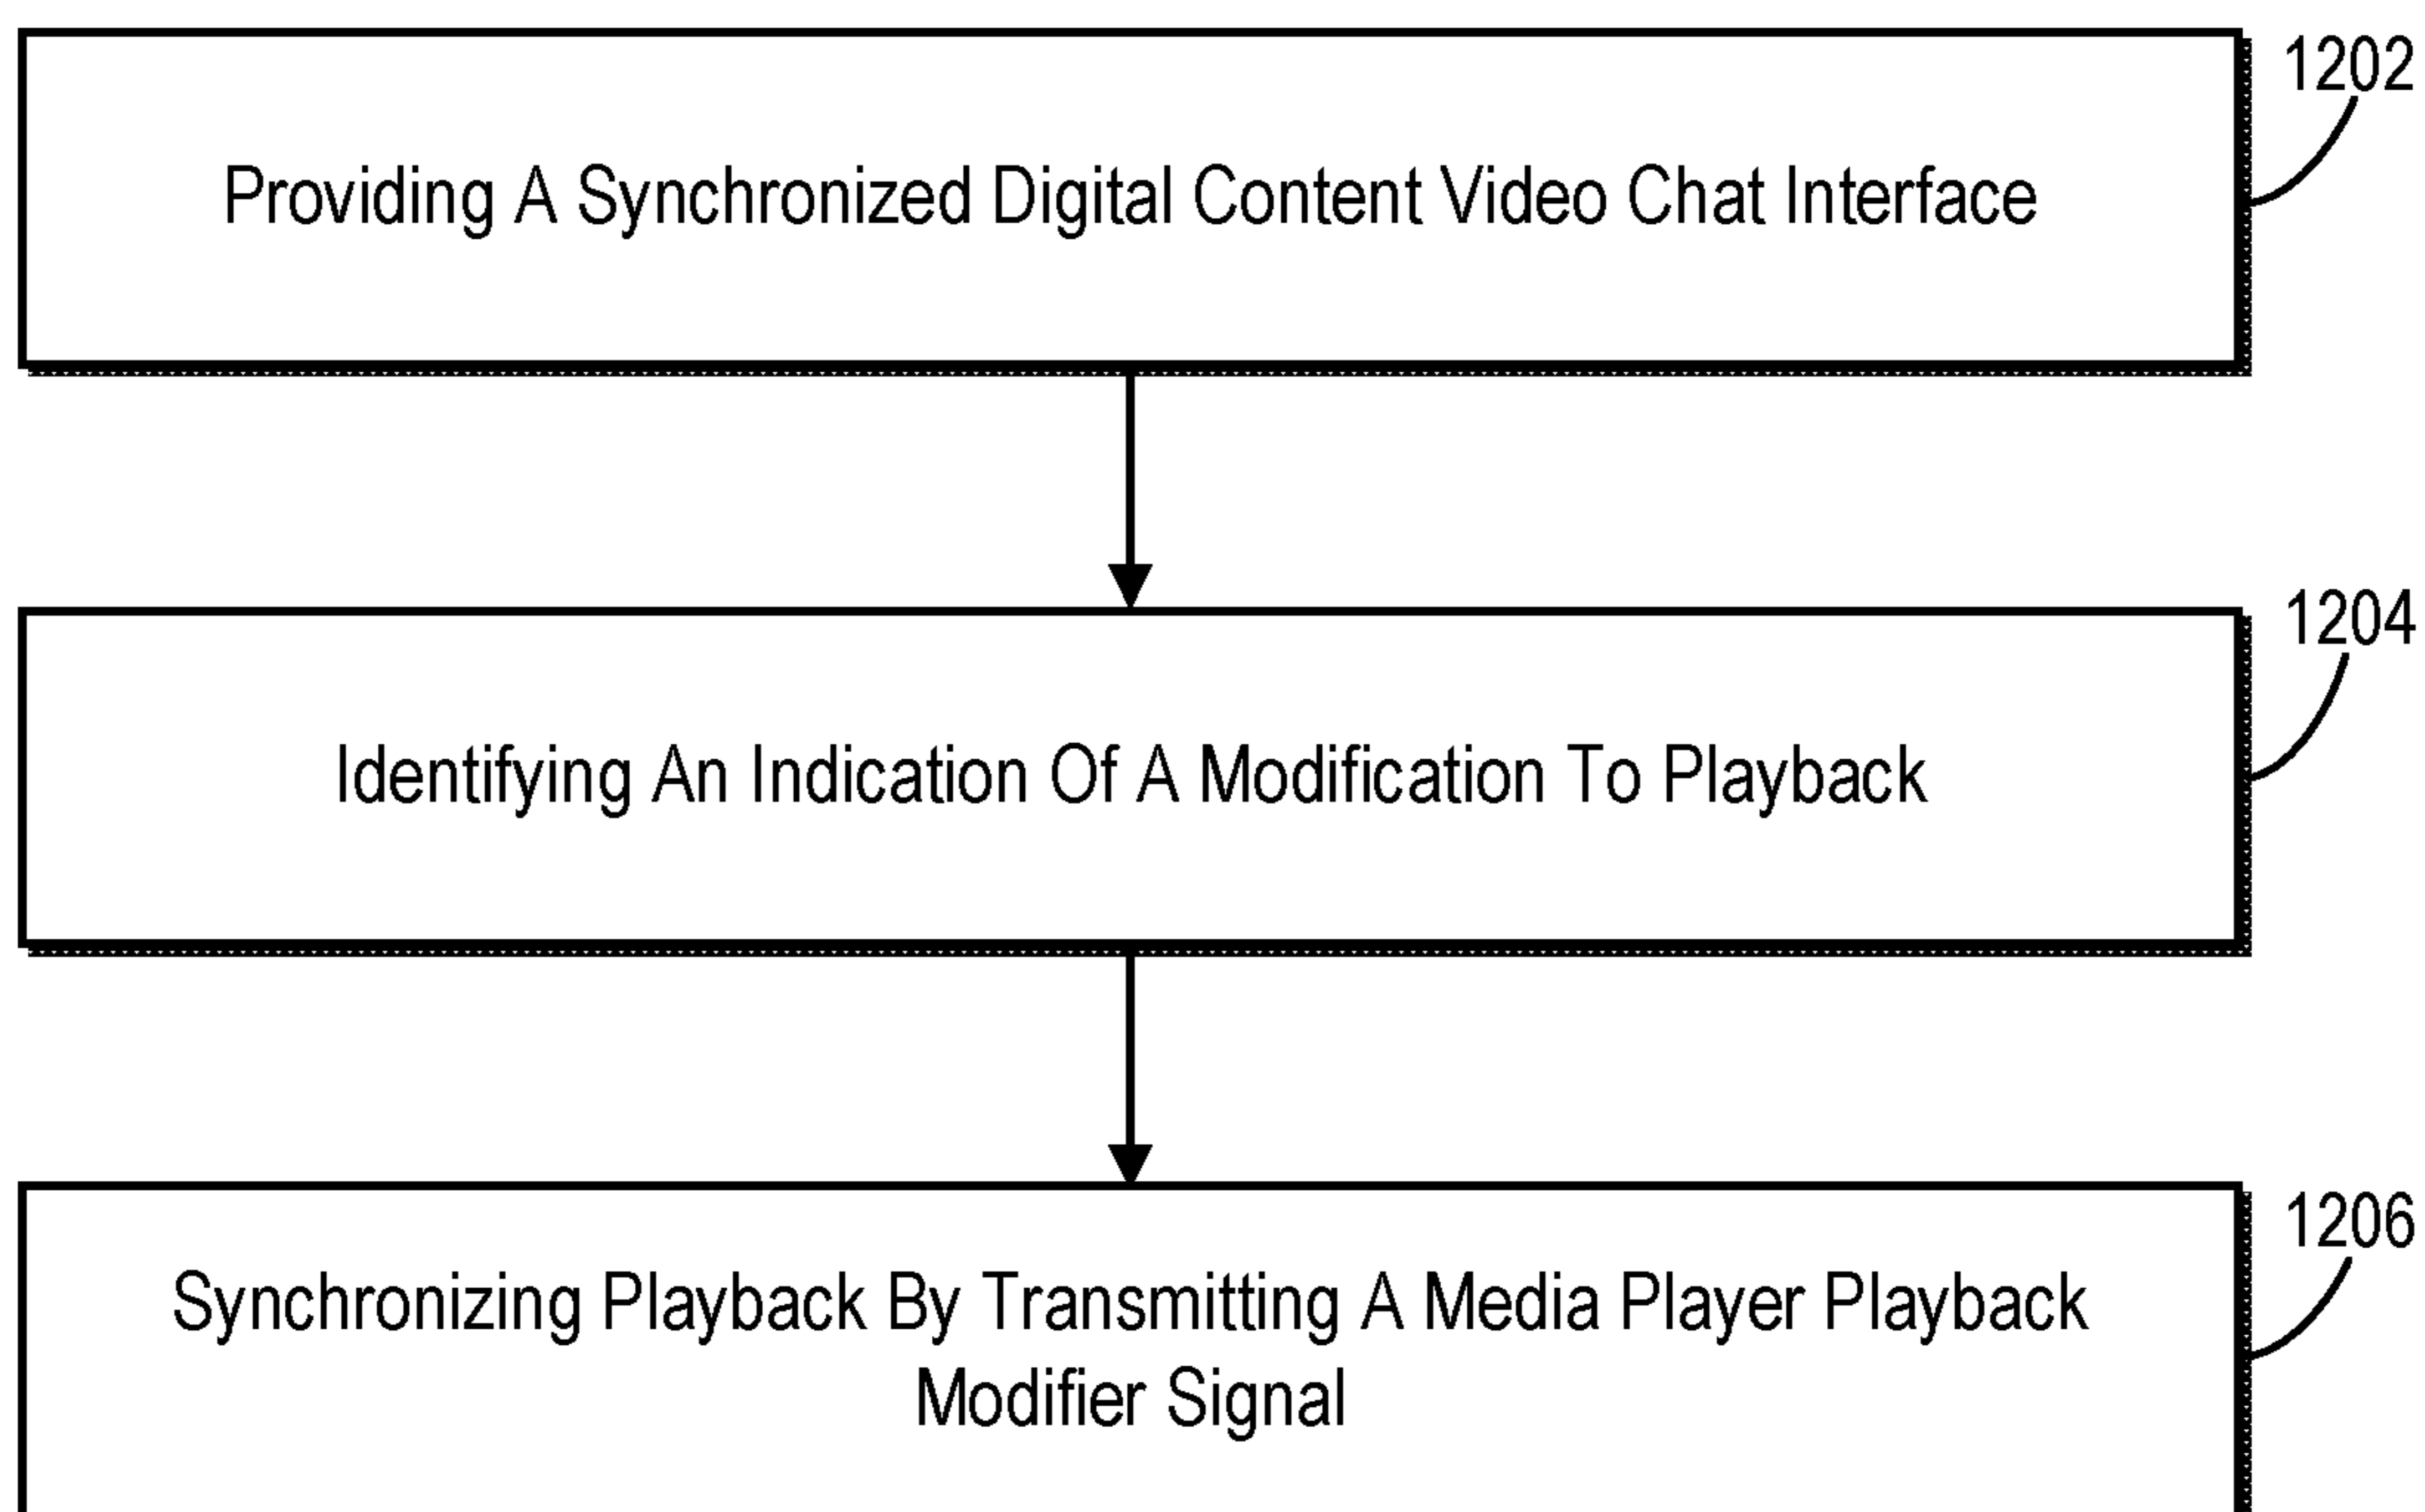 1202
Providing A Synchronized Digital Content Video Chat Interface
1204
Identifying An Indication Of A Modification To Playback
1206
Synchronizing Playback By Transmitting A Media Player Playback
Modifier Signal